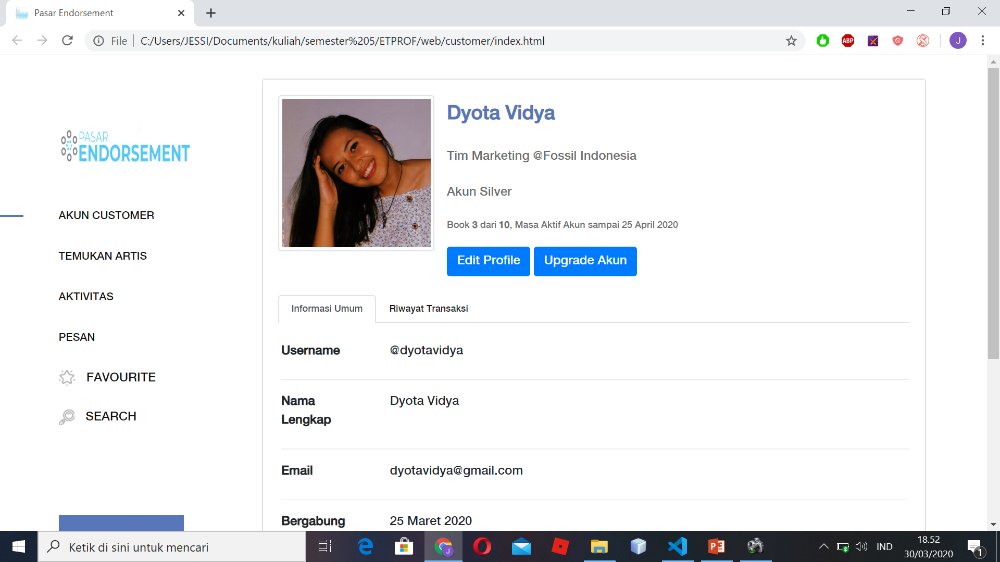 Pasar Endorsement
File
C:/Users/JESSI/Documents/kuliah/semester%205/ETPROF/web/customer/index.html
ABP
J
PASAR
ENDORSEMENT
AKUN CUSTOMER
TEMUKAN ARTIS
AKTIVITAS
PESAN
FAVOURITE
SEARCH
Dyota Vidya
Tim Marketing @Fossil Indonesia
Akun Silver
Book 3 dari 10, Masa Aktif Akun sampai 25 April 2020
Edit Profile Upgrade Akun
Informasi Umum Riwayat Transaksi
Username @dyotavidya
Nama Lengkap Dyota Vidya
Email dyotavidya@gmail.com
Bergabung 25 Maret 2020
Ketik di sini untuk mencari
J
IND
18.52
30/03/2020
1